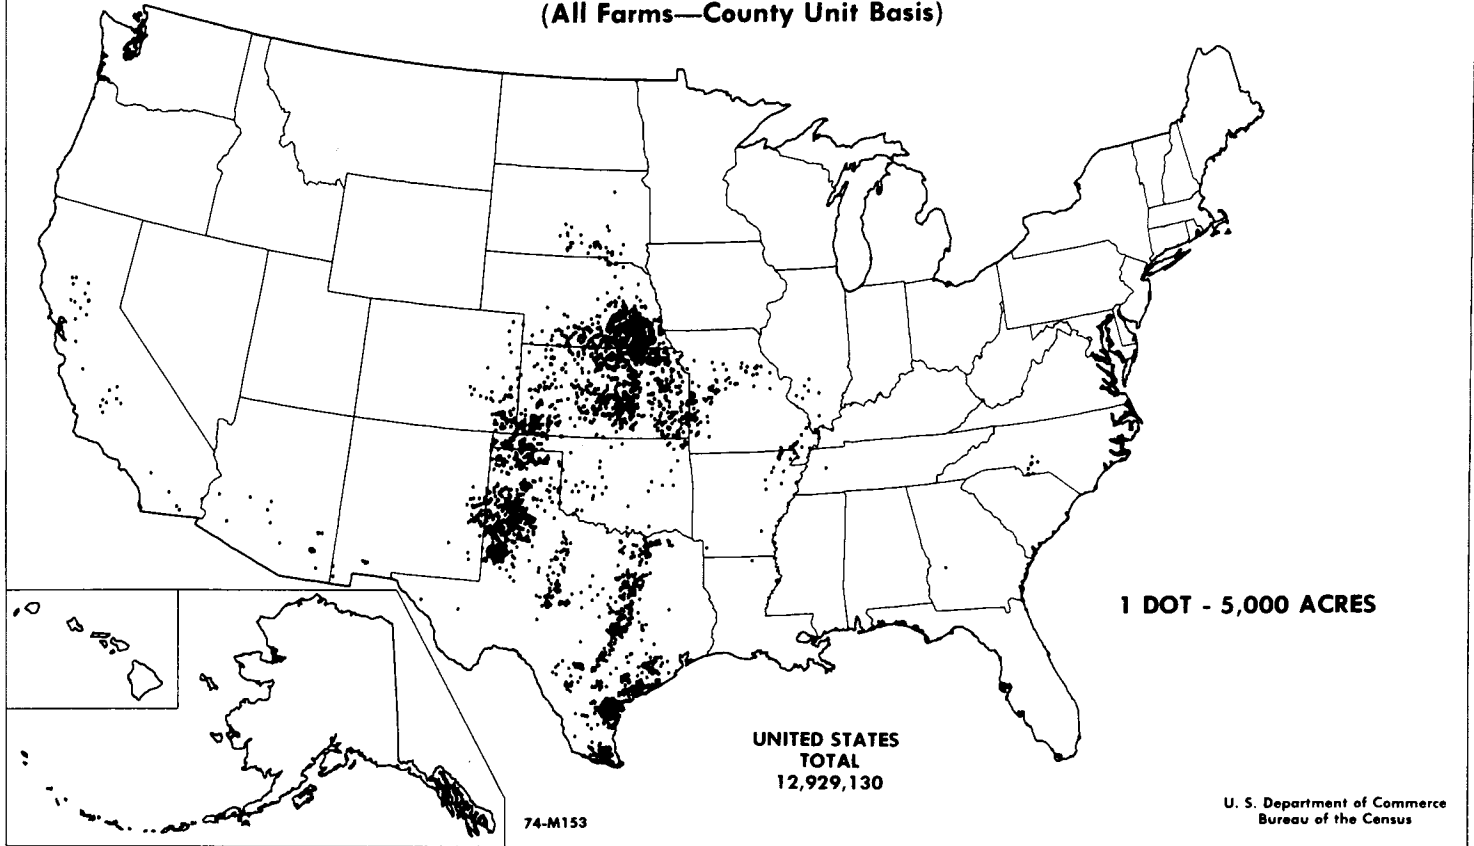 (All Farms—County Unit Basis)
1 DOT - 5,000 ACRES
UNITED STATES
TOTAL
12,929,130
74-M153
U. S. Department of Commerce
Bureau of the Census